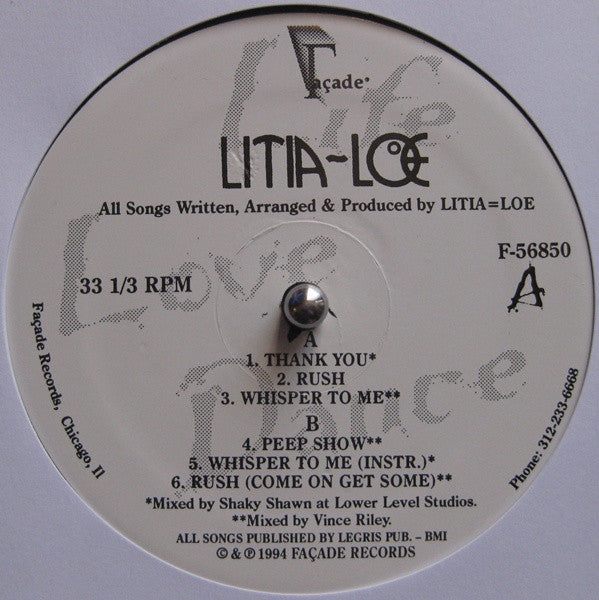 Façade
Life
LITIA-LOE
All Songs Written, Arranged & Produced by LITIA=LOE
F-56850
Love
33 1/3 RPM
A
Dance
A
1. THANK YOU*
2. RUSH
3. WHISPER TO ME**
B
4. PEEP SHOW**
5. WHISPER TO ME (INSTR.)*
6. RUSH (COME ON GET SOME)**
*Mixed by Shaky Shawn at Lower Level Studios.
**Mixed by Vince Riley.
ALL SONGS PUBLISHED BY LEGRIS PUB. – BMI
© & ℗ 1994 FAÇADE RECORDS
Façade Records, Chicago, Il
Phone: 312-233-6668